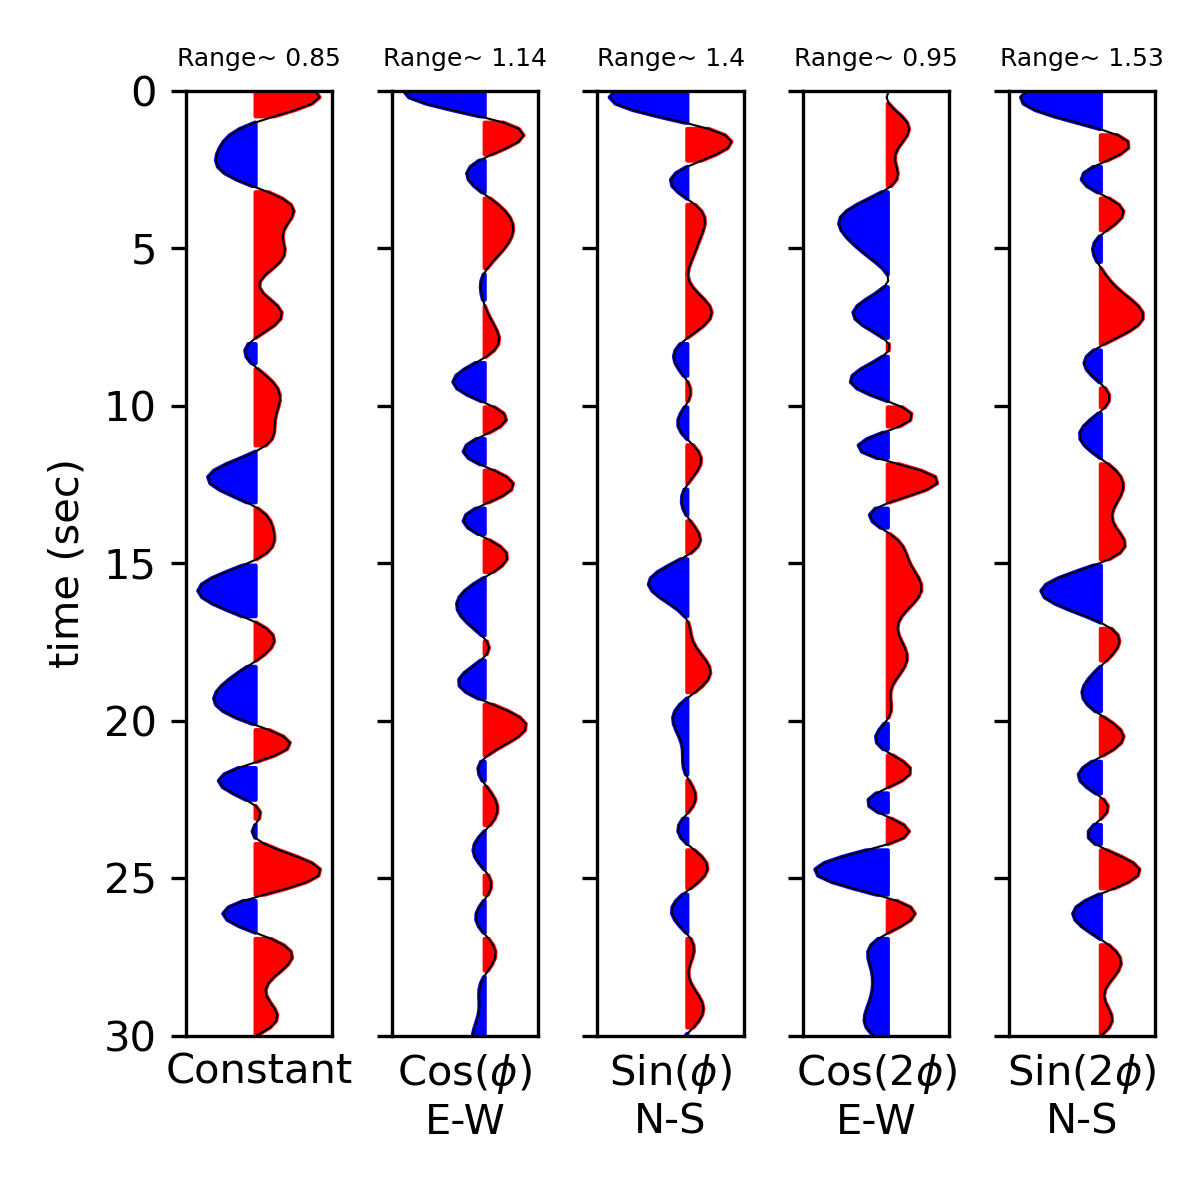 Range~ 0.85 Range~ 1.14 Range~ 1.4 Range~ 0.95 Range~ 1.53
0
5
10
15
20
25
30
time (sec)
Constant Cos(ϕ) Sin(ϕ) Cos(2ϕ) Sin(2ϕ)
E-W N-S E-W N-S